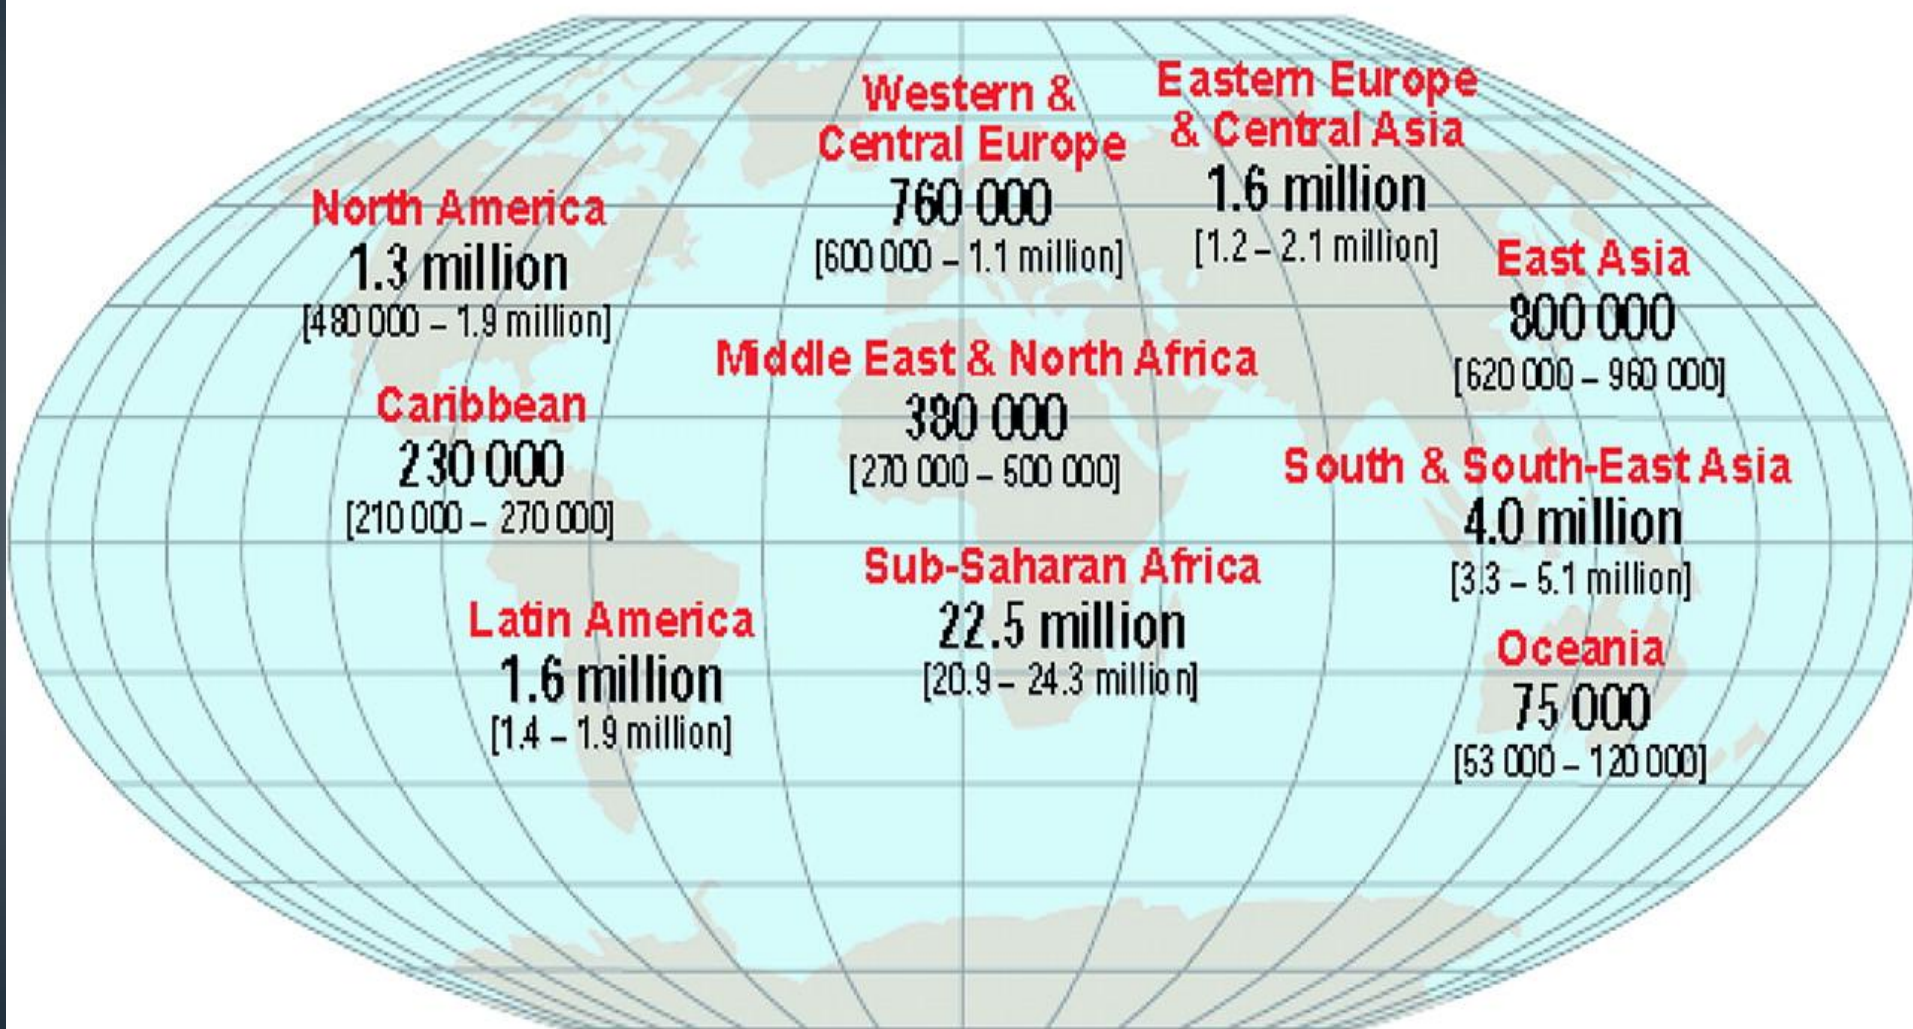 Western &
Central Europe
760 000
[600 000 – 1.1 million]
Eastern Europe
& Central Asia
1.6 million
[1.2 – 2.1 million]
North America
1.3 million
[480 000 – 1.9 million]
East Asia
800 000
[620 000 – 960 000]
Middle East & North Africa
380 000
[270 000 – 500 000]
Caribbean
230 000
[210 000 – 270 000]
South & South-East Asia
4.0 million
[3.3 – 5.1 million]
Sub-Saharan Africa
22.5 million
[20.9 – 24.3 million]
Latin America
1.6 million
[1.4 – 1.9 million]
Oceania
75 000
[53 000 – 120 000]